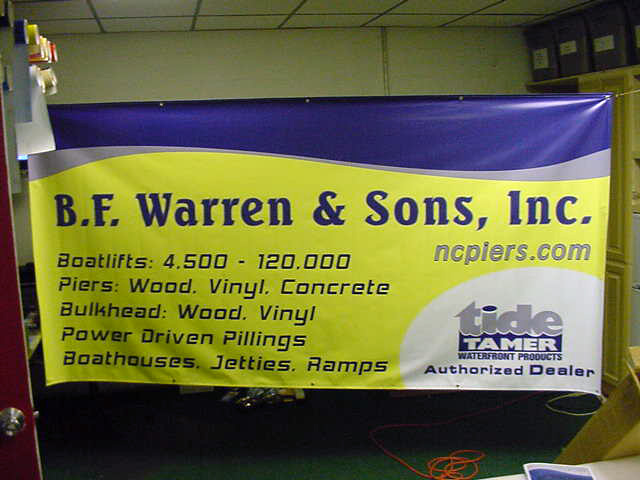 B.F. Warren & Sons, Inc.
ncpiers.com
Boatlifts: 4,500 - 120,000
Piers: Wood, Vinyl, Concrete
Bulkhead: Wood, Vinyl
Power Driven Pillings
Boathouses, Jetties, Ramps
tide
TAMER
WATERFRONT PRODUCTS
Authorized Dealer